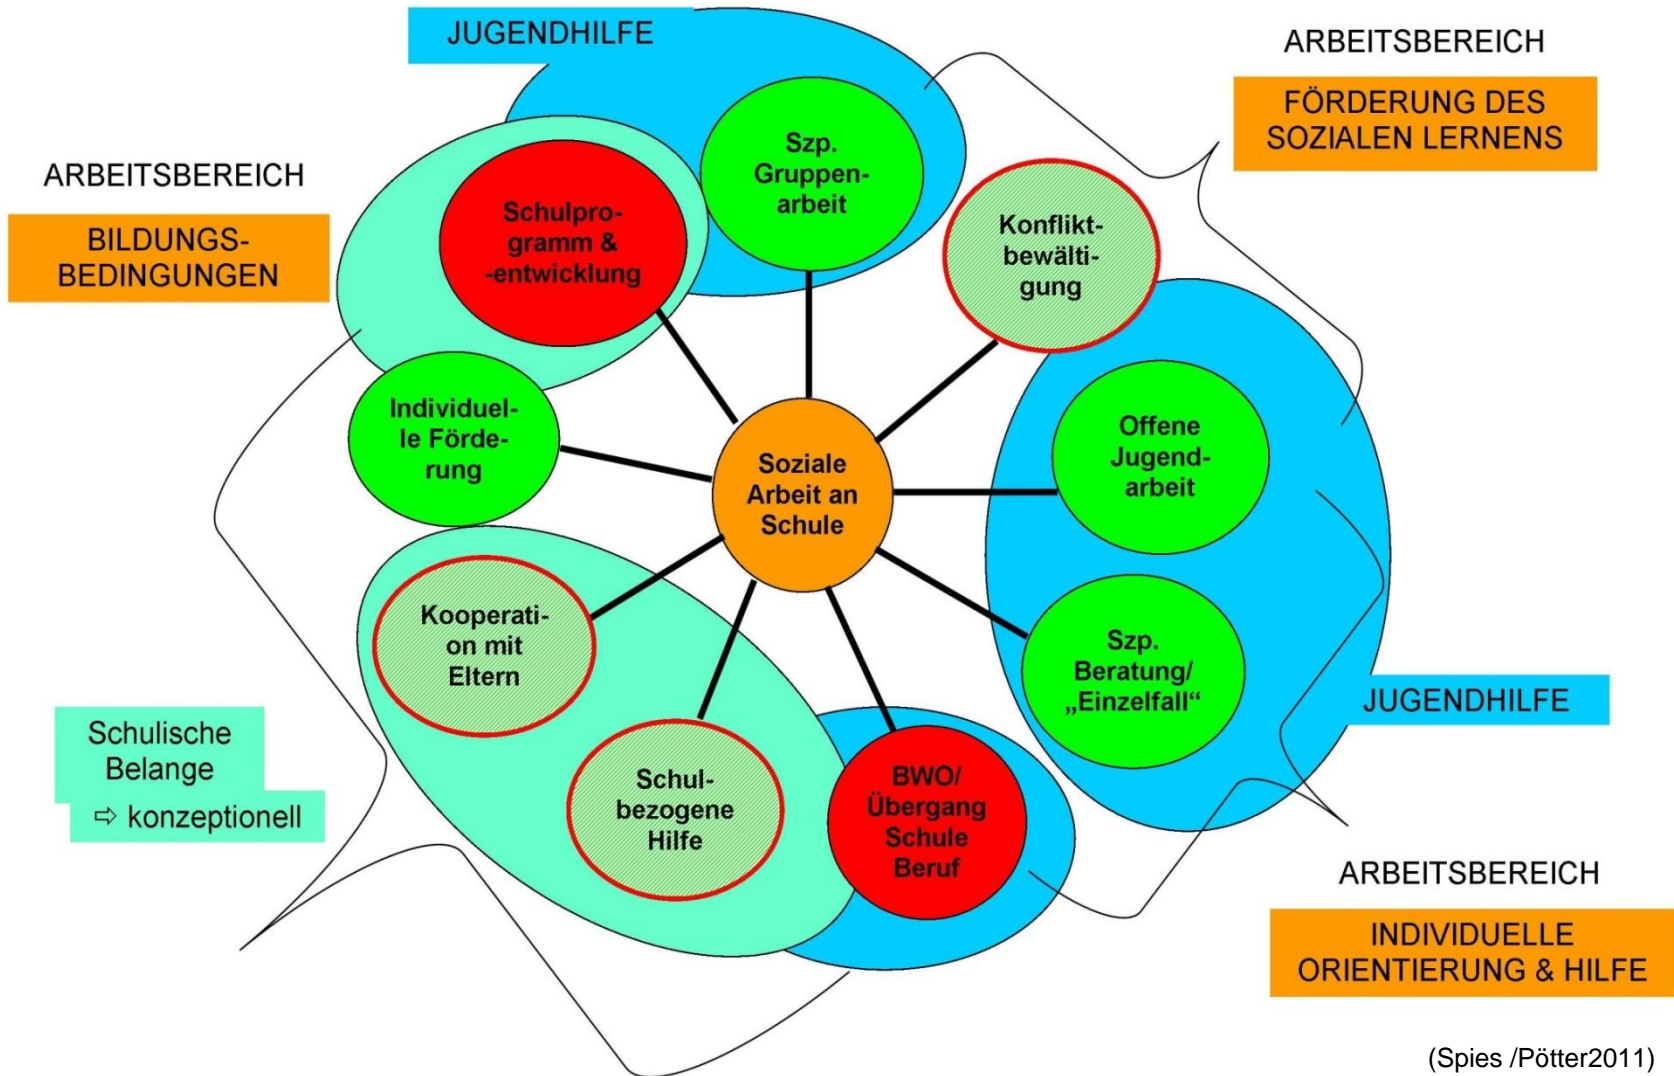 JUGENDHILFE
ARBEITSBEREICH
FÖRDERUNG DES
SOZIALEN LERNENS
ARBEITSBEREICH
BILDUNGS-
BEDINGUNGEN
Szp.
Gruppen-
arbeit
Schulpro-
gramm &
-entwicklung
Konflikt-
bewälti-
gung
Individuel-
le Förde-
rung
Soziale
Arbeit an
Schule
Offene
Jugend-
arbeit
Kooperati-
on mit
Eltern
Szp.
Beratung/
„Einzelfall“
JUGENDHILFE
Schulische
Belange
⇨ konzeptionell
Schul-
bezogene
Hilfe
BWO/
Übergang
Schule
Beruf
ARBEITSBEREICH
INDIVIDUELLE
ORIENTIERUNG & HILFE
(Spies /Pötter2011)